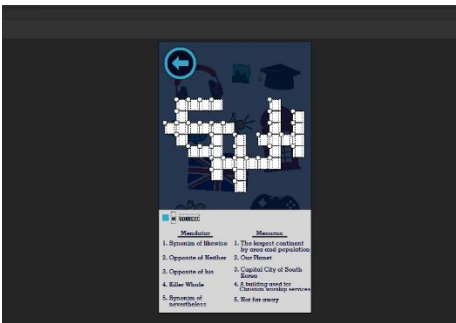 Mendatar
1. Synonim of likewise
2. Opposite of Neither
3. Opposite of his
4. Killer Whale
5. Synonim of
nevertheless
Menurun
1. The largest continent
by area and population
2. Our Planet
3. Capital City of South
Korea
4. A building used for
Christian worship services
5. Not far away